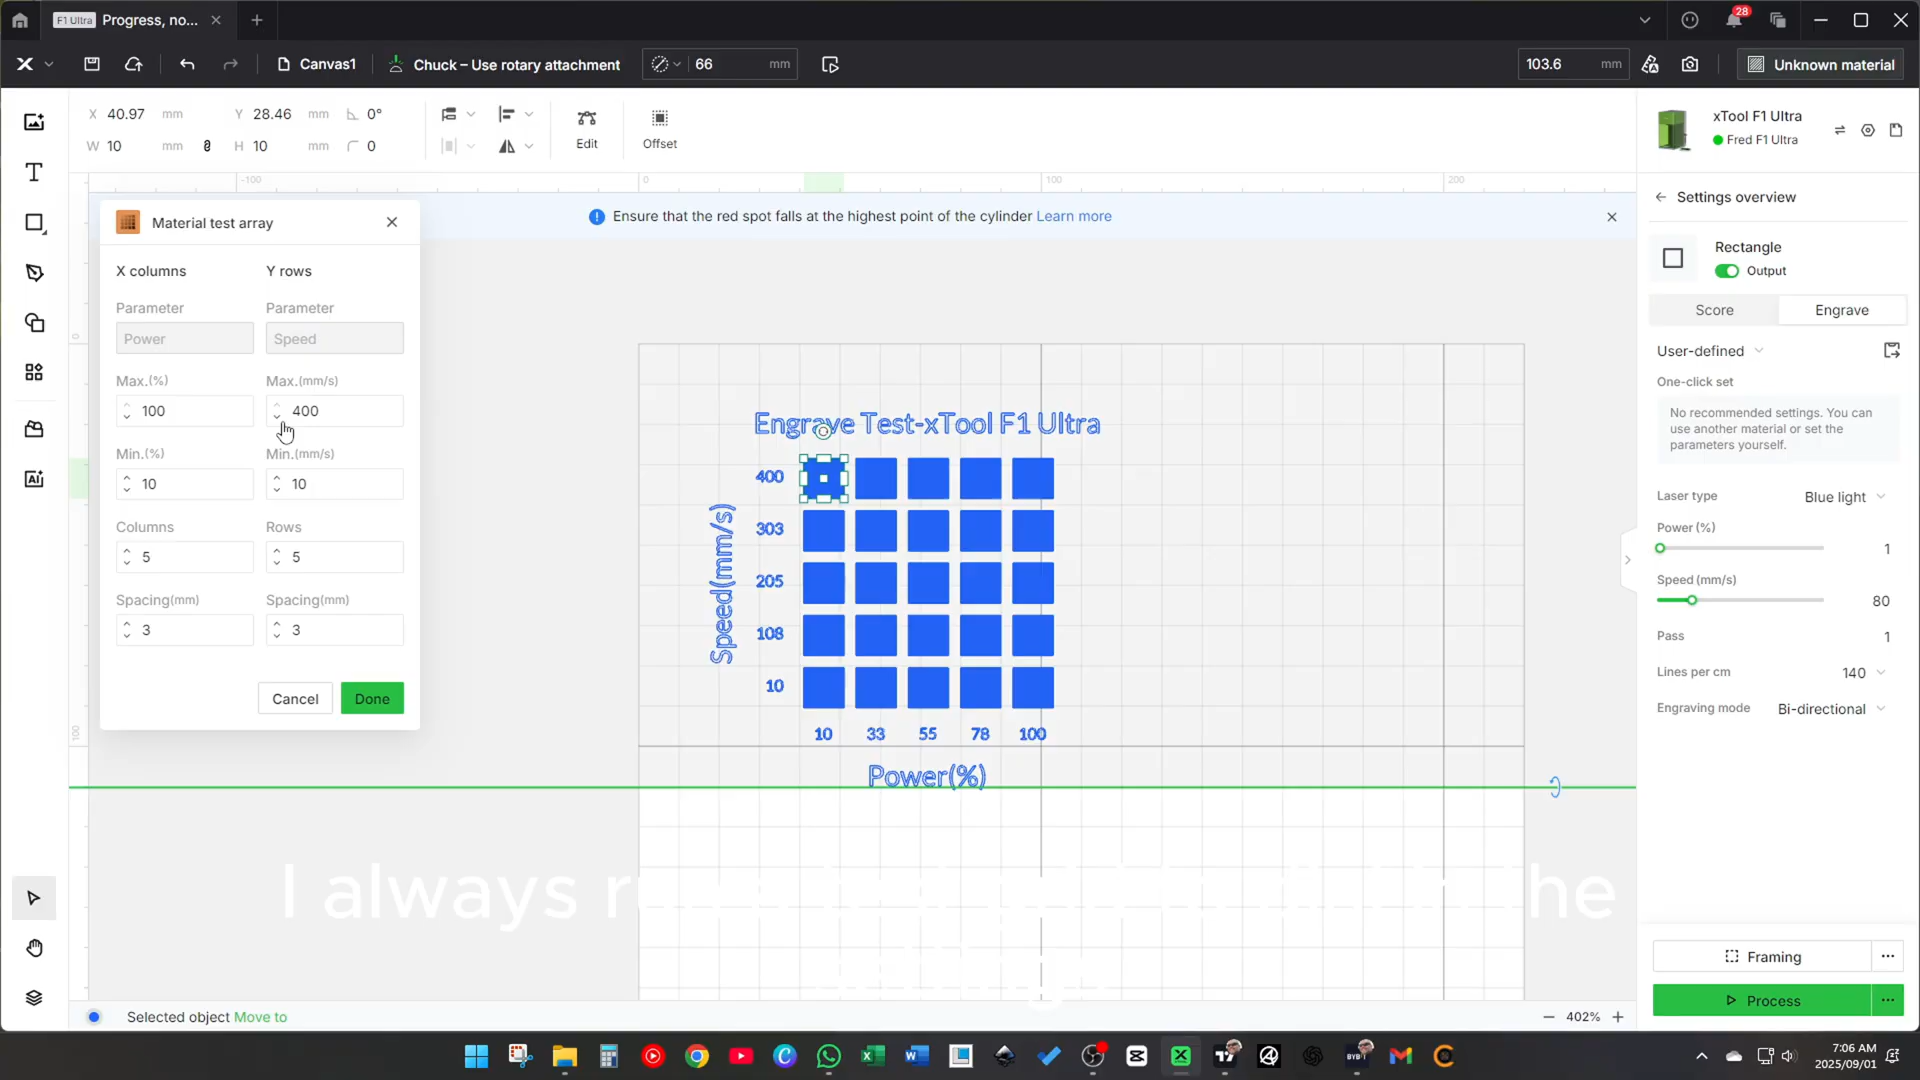 F1 Ultra Progress, no...
28
Canvas1
Chuck – Use rotary attachment
66 mm
103.6 mm
Unknown material
X 40.97 mm Y 28.46 mm 0°
W 10 mm H 10 mm 0
Edit
Offset
xTool F1 Ultra
Fred F1 Ultra
-100 0 100 200
Material test array
Ensure that the red spot falls at the highest point of the cylinder Learn more
Settings overview
X columns Y rows
Parameter Parameter
Power Speed
Max.(%) Max.(mm/s)
100 400
Min.(%) Min.(mm/s)
10 10
Columns Rows
5 5
Spacing(mm) Spacing(mm)
3 3
Cancel Done
Engrave Test-xTool F1 Ultra
Speed(mm/s)
400
303
205
108
10
10 33 55 78 100
Power(%)
0
100
Rectangle
Output
Score Engrave
User-defined
One-click set
No recommended settings. You can
use another material or set the
parameters yourself.
Laser type Blue light
Power (%)
1
Speed (mm/s)
80
Pass 1
Lines per cm 140
Engraving mode Bi-directional
Ai
I always
Framing
Process
Selected object Move to
402%
BYBIT
7:06 AM
2025/09/01